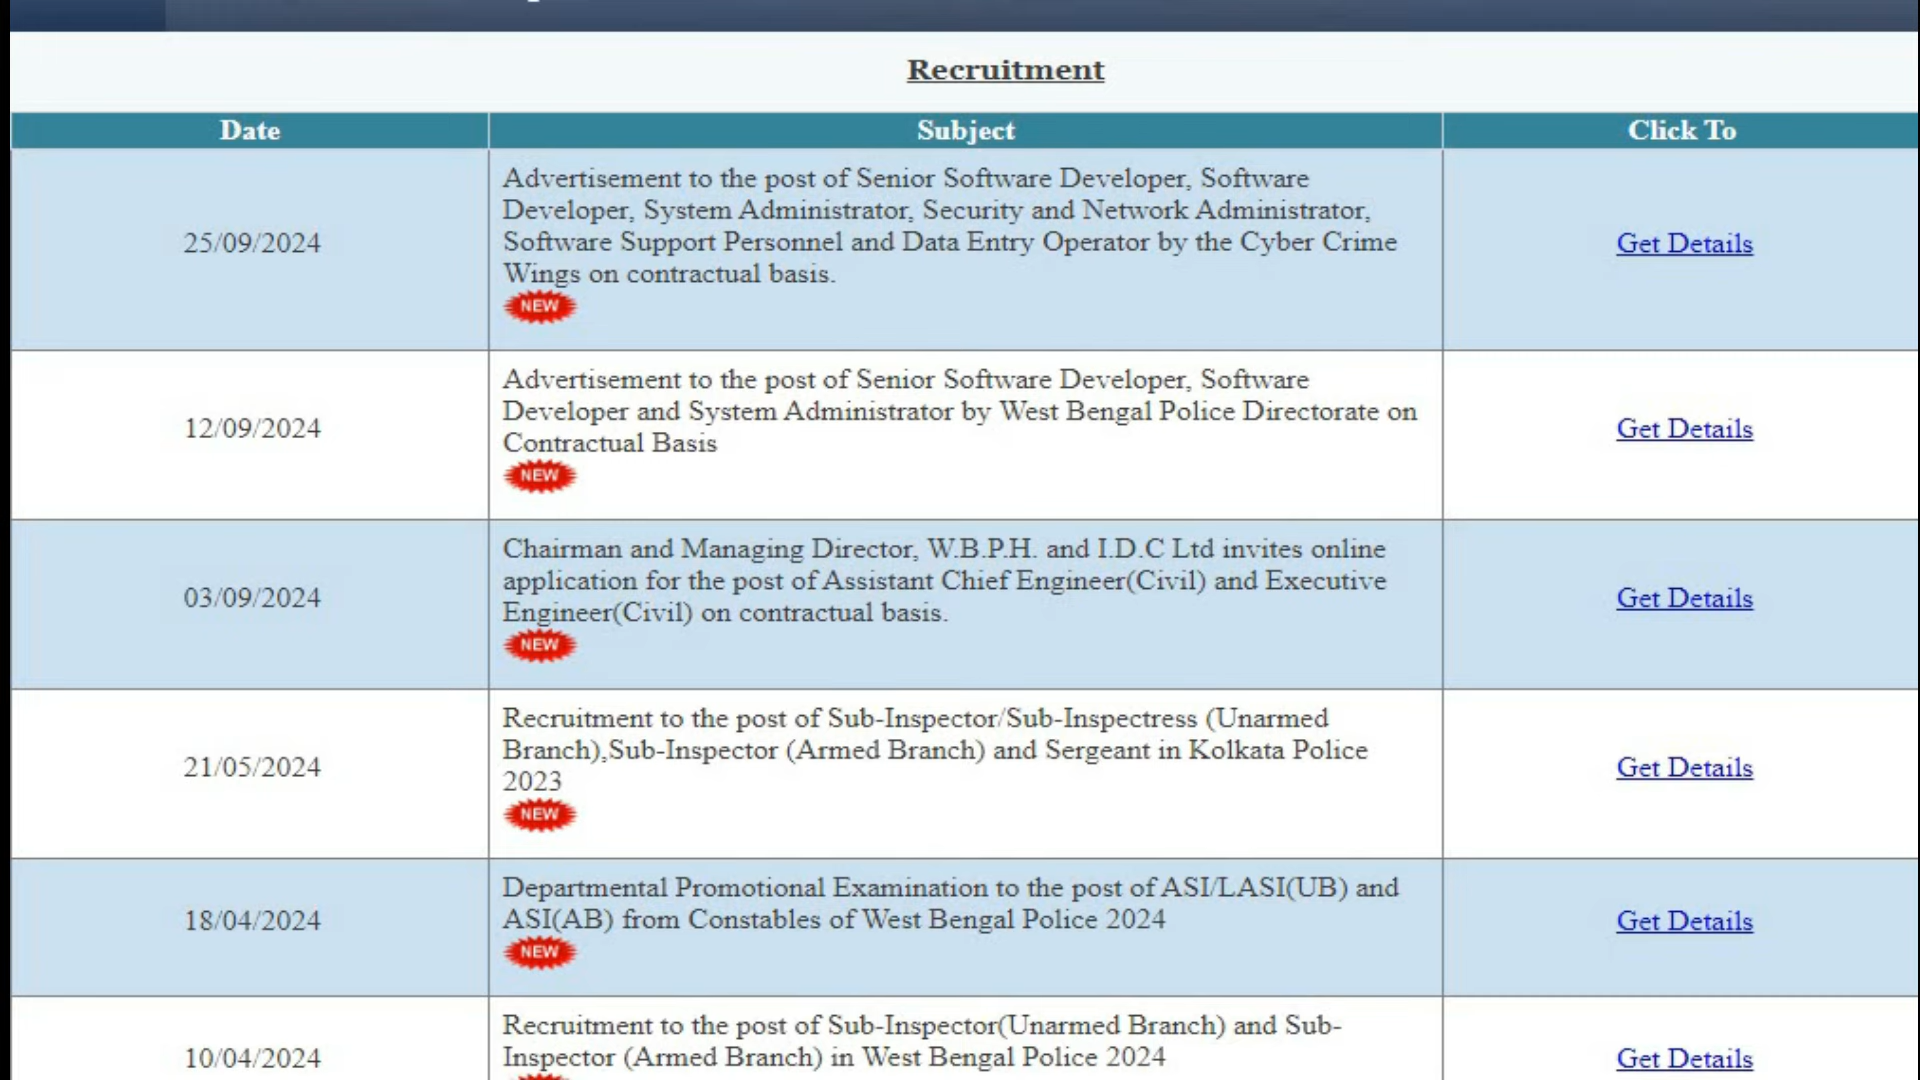 Recruitment
Date Subject Click To
Advertisement to the post of Senior Software Developer, Software
Developer, System Administrator, Security and Network Administrator,
25/09/2024 Software Support Personnel and Data Entry Operator by the Cyber Crime Get Details
Wings on contractual basis.
NEW
Advertisement to the post of Senior Software Developer, Software
12/09/2024 Developer and System Administrator by West Bengal Police Directorate on Get Details
Contractual Basis
NEW
Chairman and Managing Director, W.B.P.H. and I.D.C Ltd invites online
03/09/2024 application for the post of Assistant Chief Engineer(Civil) and Executive Get Details
Engineer(Civil) on contractual basis.
NEW
Recruitment to the post of Sub-Inspector/Sub-Inspectress (Unarmed
21/05/2024 Branch),Sub-Inspector (Armed Branch) and Sergeant in Kolkata Police Get Details
2023
NEW
Departmental Promotional Examination to the post of ASI/LASI(UB) and
18/04/2024 ASI(AB) from Constables of West Bengal Police 2024 Get Details
NEW
Recruitment to the post of Sub-Inspector(Unarmed Branch) and Sub-
10/04/2024 Inspector (Armed Branch) in West Bengal Police 2024 Get Details